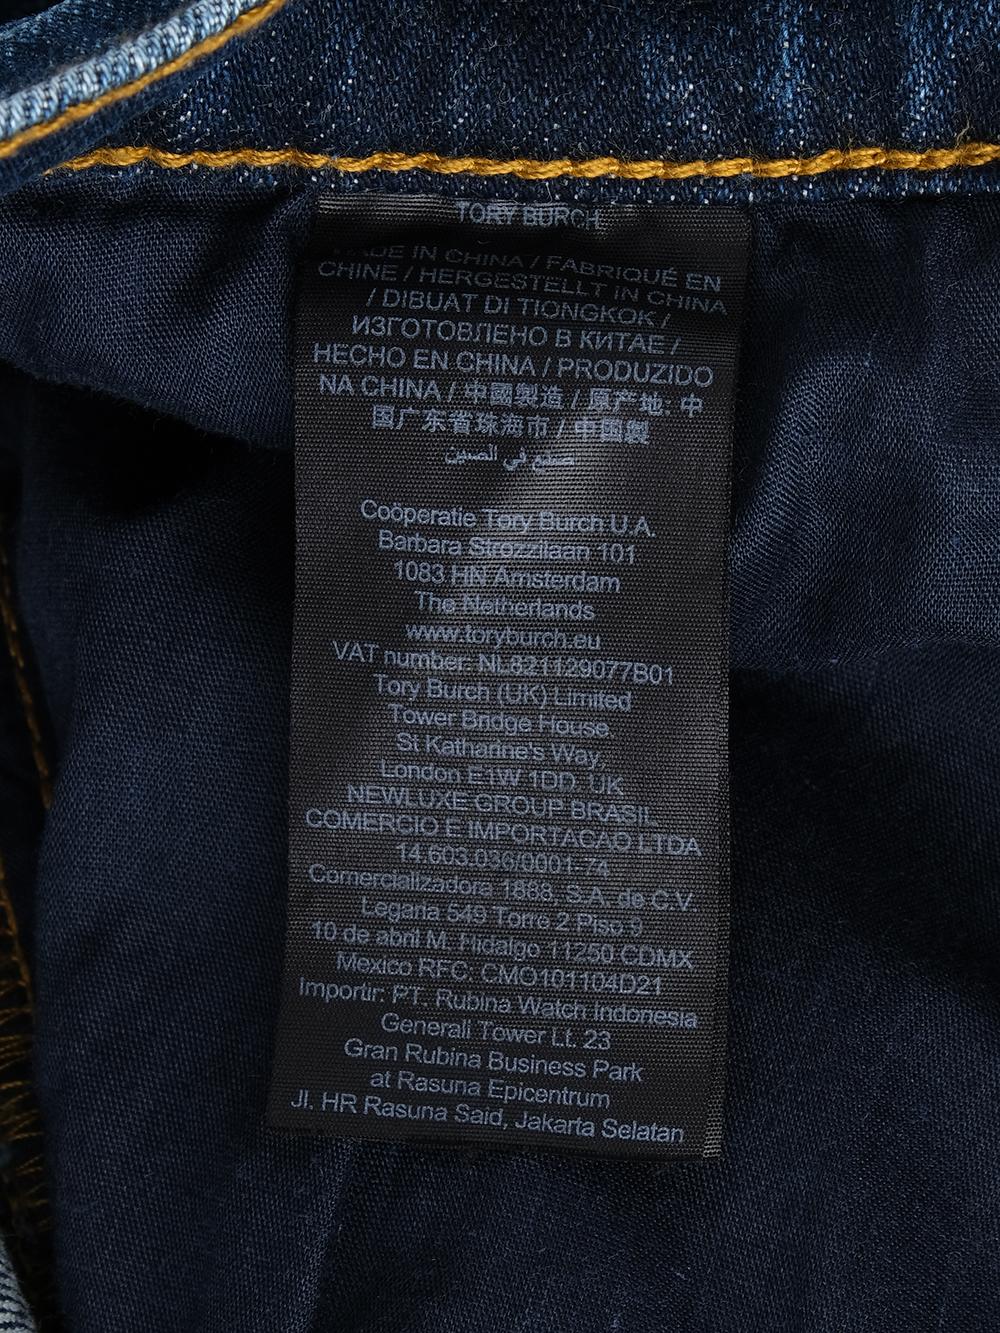 TORY BURCH
MADE IN CHINA / FABRIQUÉ EN
CHINE / HERGESTELLT IN CHINA
/ DIBUAT DI TIONGKOK /
ИЗГОТОВЛЕНО В КИТАЕ /
HECHO EN CHINA / PRODUZIDO
NA CHINA / 中國製造 / 原产地: 中
国广东省珠海市 / 中国製
صنع في الصين
Coöperatie Tory Burch U.A.
Barbara Strozzilaan 101
1083 HN Amsterdam
The Netherlands
www.toryburch.eu
VAT number: NL821129077B01
Tory Burch (UK) Limited
Tower Bridge House
St Katharine's Way,
London E1W 1DD. UK
NEWLUXE GROUP BRASIL
COMERCIO E IMPORTACAO LTDA
14.603.036/0001-74
Comercializadora 1888, S.A. de C.V.
Legaria 549 Torre 2 Piso 9
10 de abril M. Hidalgo 11250 CDMX
Mexico RFC: CMO101104D21
Importir: PT. Rubina Watch Indonesia
Generali Tower Lt. 23
Gran Rubina Business Park
at Rasuna Epicentrum
Jl. HR Rasuna Said, Jakarta Selatan